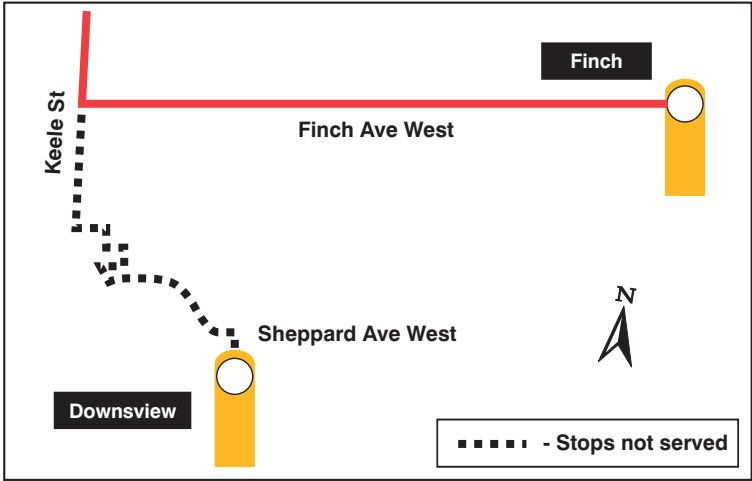 Finch
Keele St
Finch Ave West
N
Sheppard Ave West
Downsview
- Stops not served